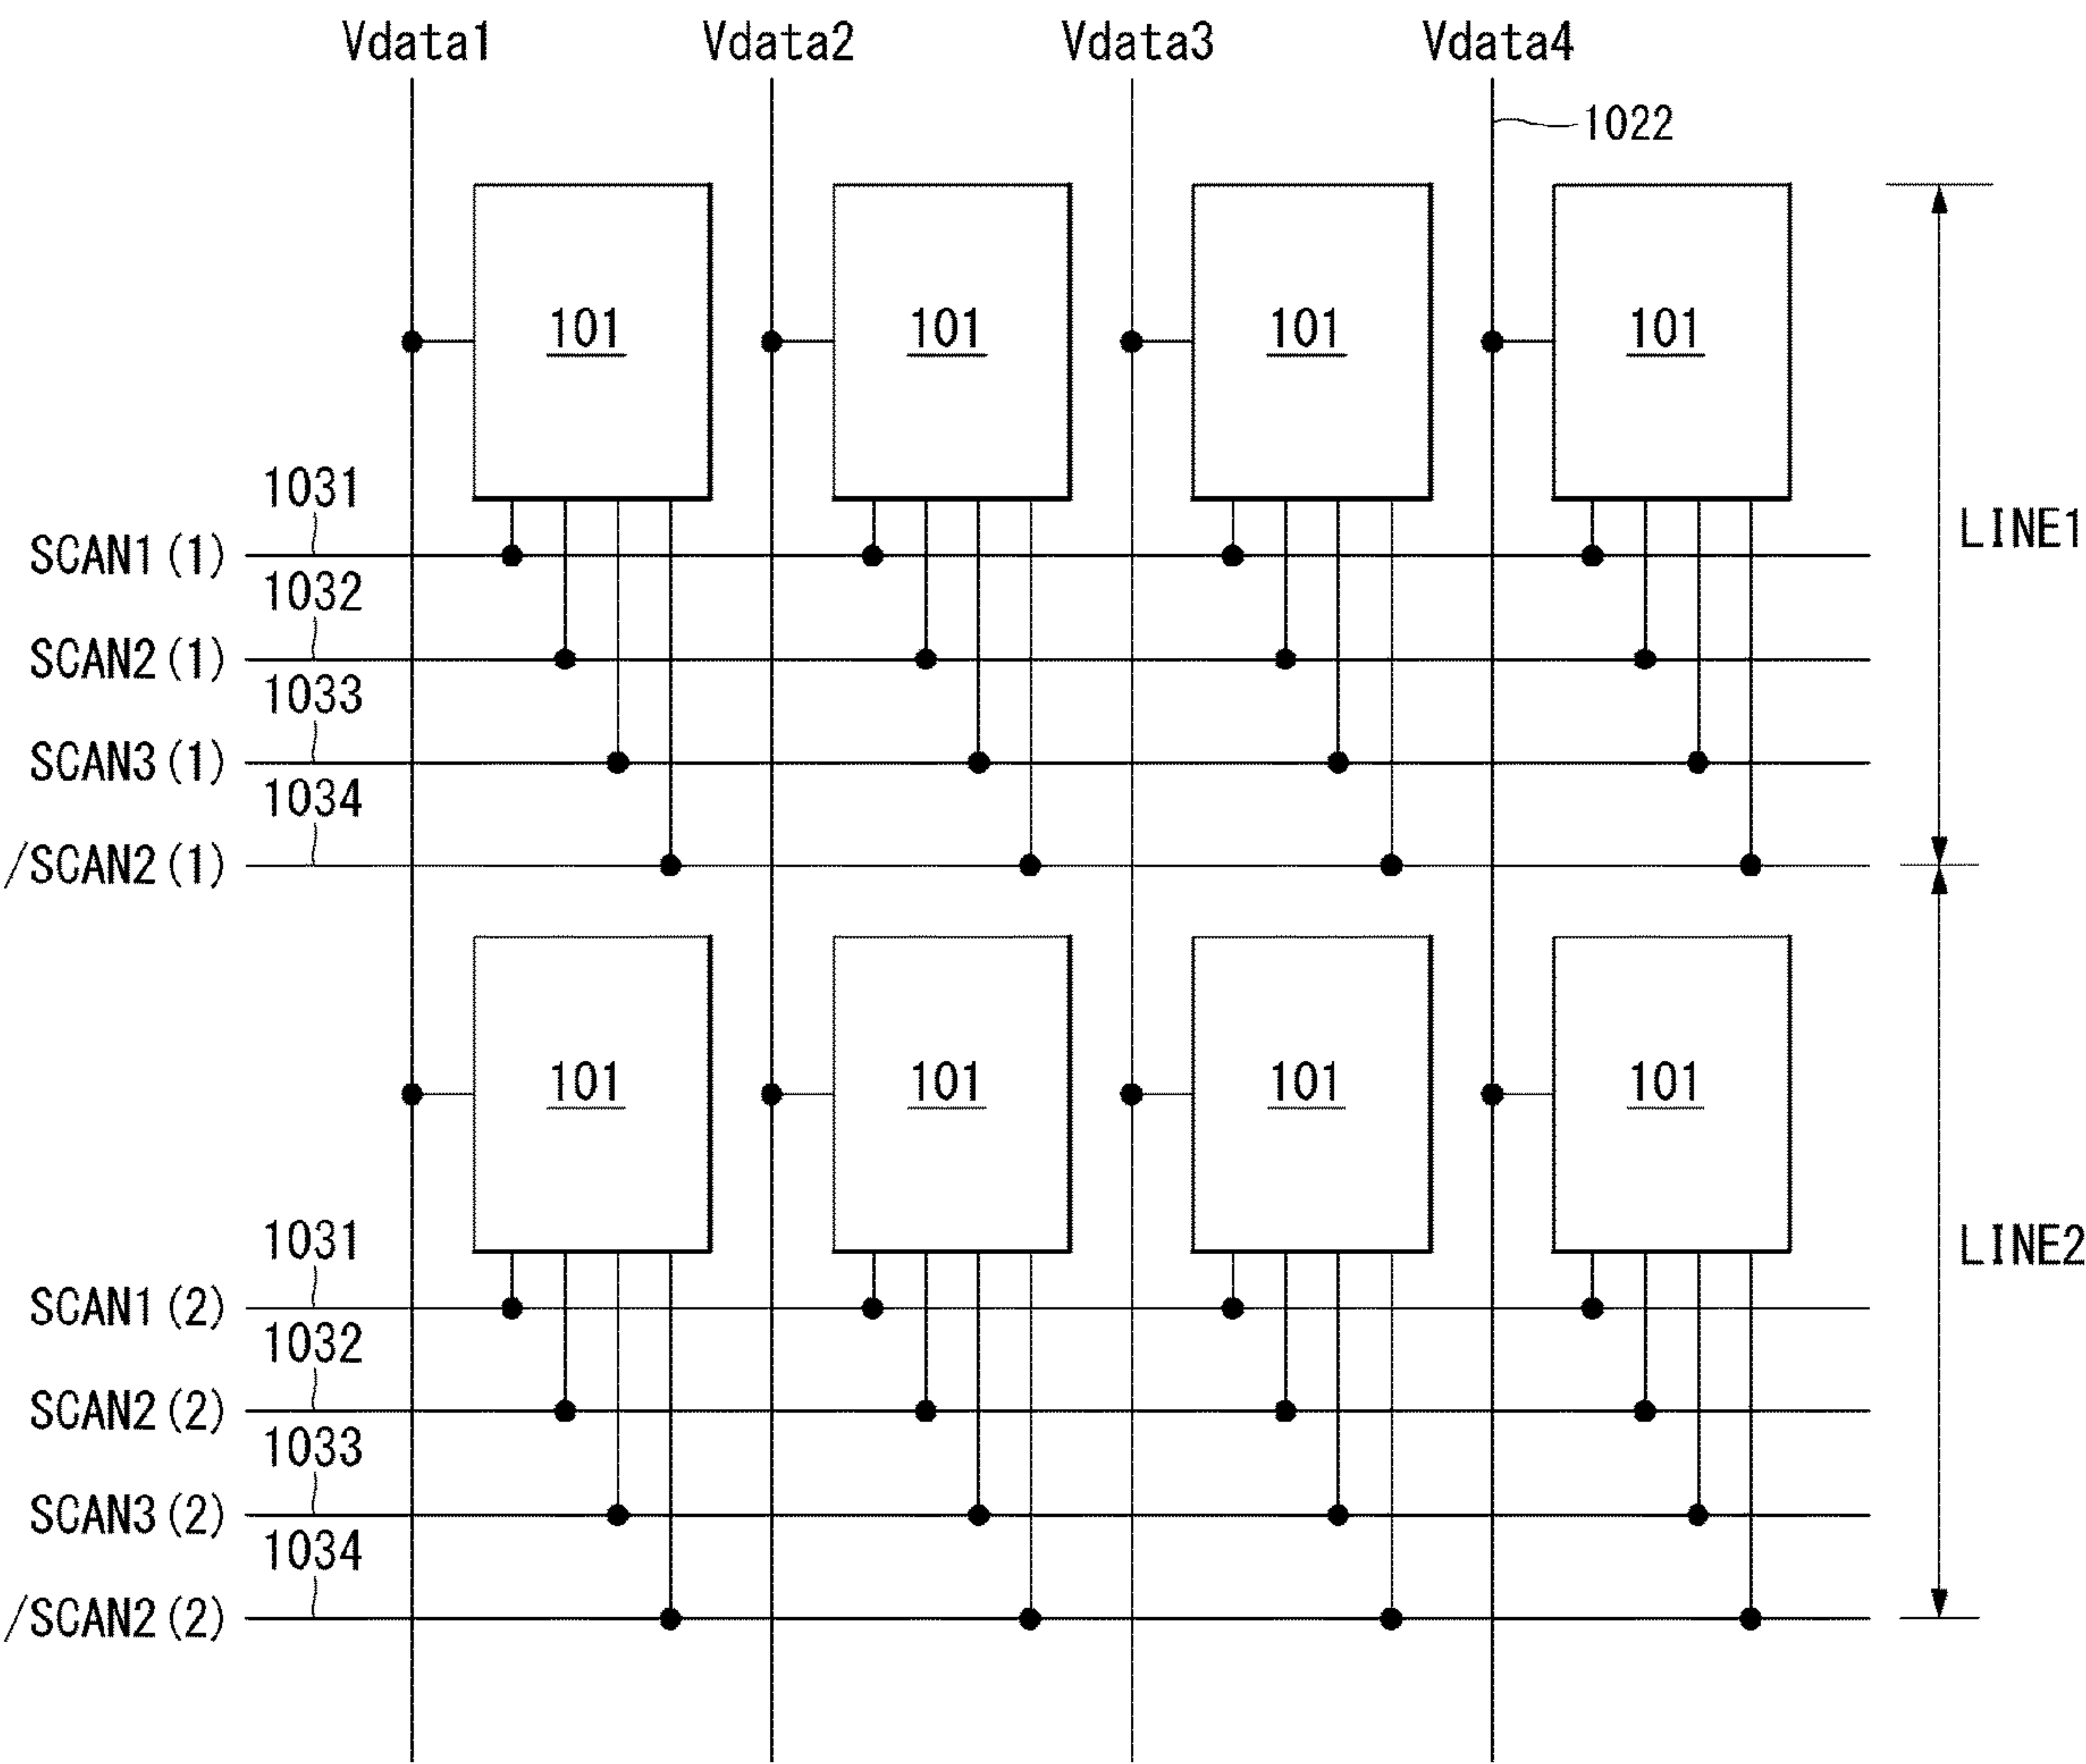 Vdata1 Vdata2 Vdata3 Vdata4
1022
101 101 101 101
1031
SCAN1(1)
LINE1
1032
SCAN2(1)
1033
SCAN3(1)
1034
/SCAN2(1)
101 101 101 101
1031
LINE2
SCAN1(2)
1032
SCAN2(2)
1033
SCAN3(2)
1034
/SCAN2(2)